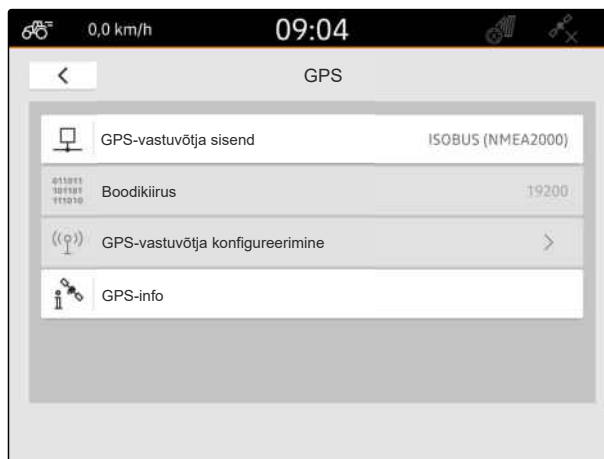 0,0 km/h
09:04
GPS
GPS-vastuvõtja sisend
ISOBUS (NMEA2000)
011011
101101
111010
Boodikiirus
19200
GPS-vastuvõtja konfigureerimine
GPS-info